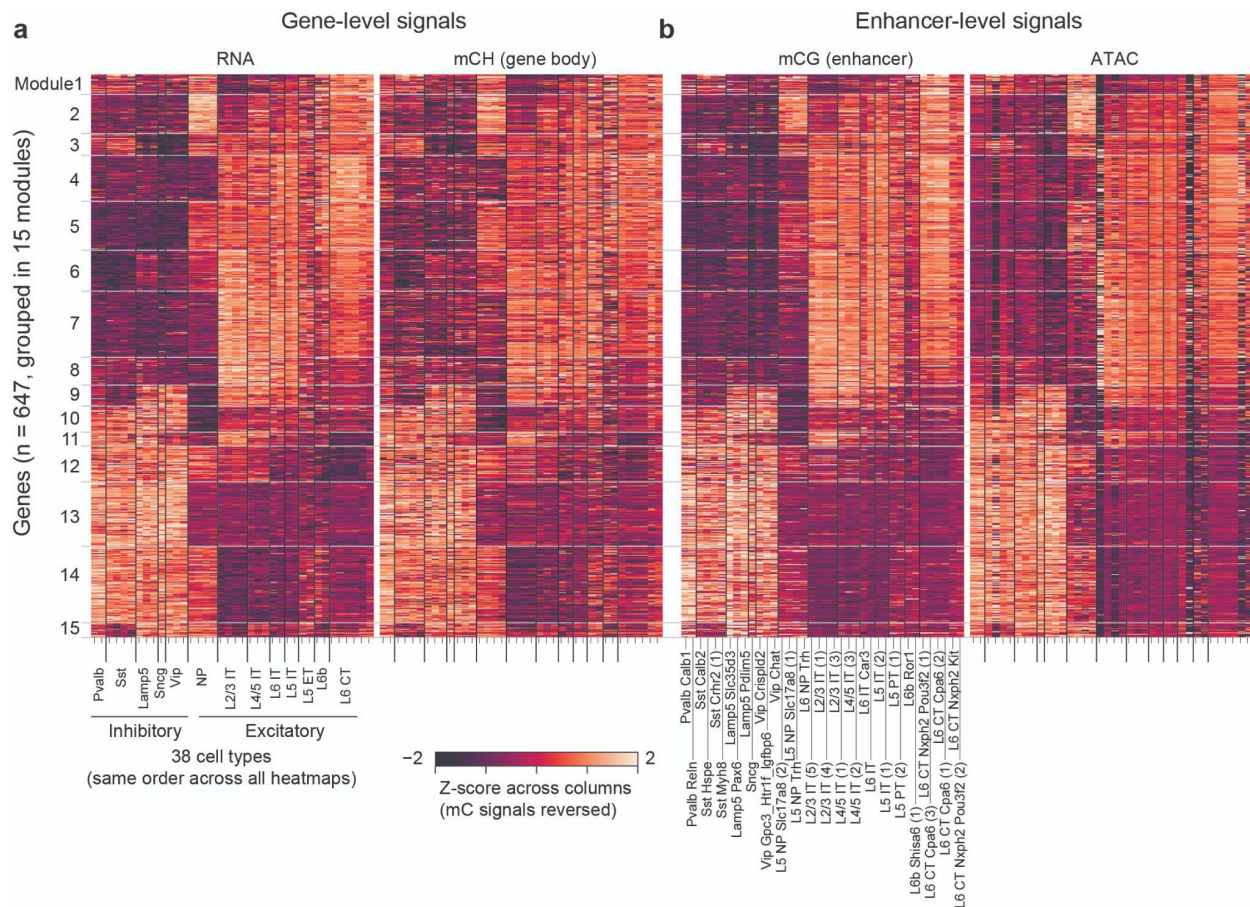 a
Gene-level signals
b
Enhancer-level signals
RNA
mCH (gene body)
mCG (enhancer)
ATAC
Genes (n = 647, grouped in 15 modules)
Module1
2
3
4
5
6
7
8
9
10
11
12
13
14
15
Pvalb
Sst
Lamp5
Sncg
Vip
NP
L2/3 IT
L4/5 IT
L6 IT
L5 IT
L5 ET
L6b
L6 CT
Inhibitory
Excitatory
38 cell types
(same order across all heatmaps)
−2
2
Z-score across columns
(mC signals reversed)
Pvalb Calb1
Pvalb Reln
Sst Calb2
Sst Hspe
Sst Crhr2 (1)
Sst Myh8
Lamp5 Slc35d3
Lamp5 Pax6
Lamp5 Pdlim5
Sncg
Vip Crispld2
Vip Gpc3_Htr1f_Igfbp6
Vip Chat
L5 NP Slc17a8 (2)
L5 NP Slc17a8 (1)
L5 NP Trh
L6 NP Trh
L2/3 IT (5)
L2/3 IT (1)
L2/3 IT (4)
L2/3 IT (3)
L4/5 IT (1)
L4/5 IT (3)
L4/5 IT (2)
L6 IT Car3
L6 IT
L5 IT (2)
L5 IT (1)
L5 PT (1)
L5 PT (2)
L6b Ror1
L6b Shisa6 (1)
L6 CT Nxph2 Pou3f2 (1)
L6 CT Cpa6 (3)
L6 CT Cpa6 (2)
L6 CT Cpa6 (1)
L6 CT Nxph2 Kit
L6 CT Nxph2 Pou3f2 (2)